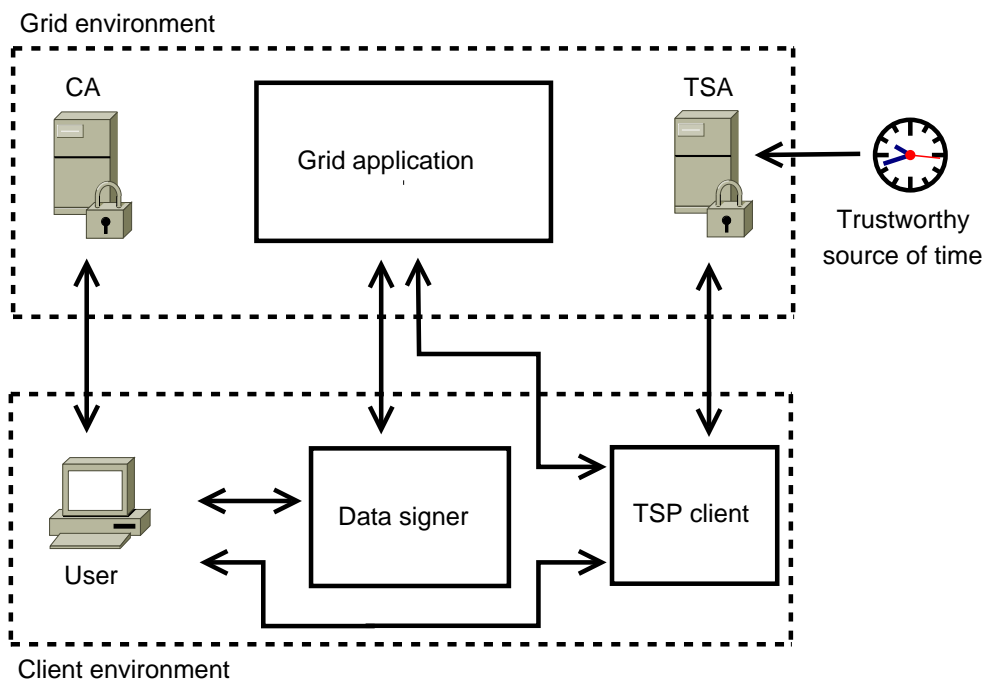 Grid environment
CA
TSA
Grid application
Trustworthy
source of time
Data signer
TSP client
User
Client environment